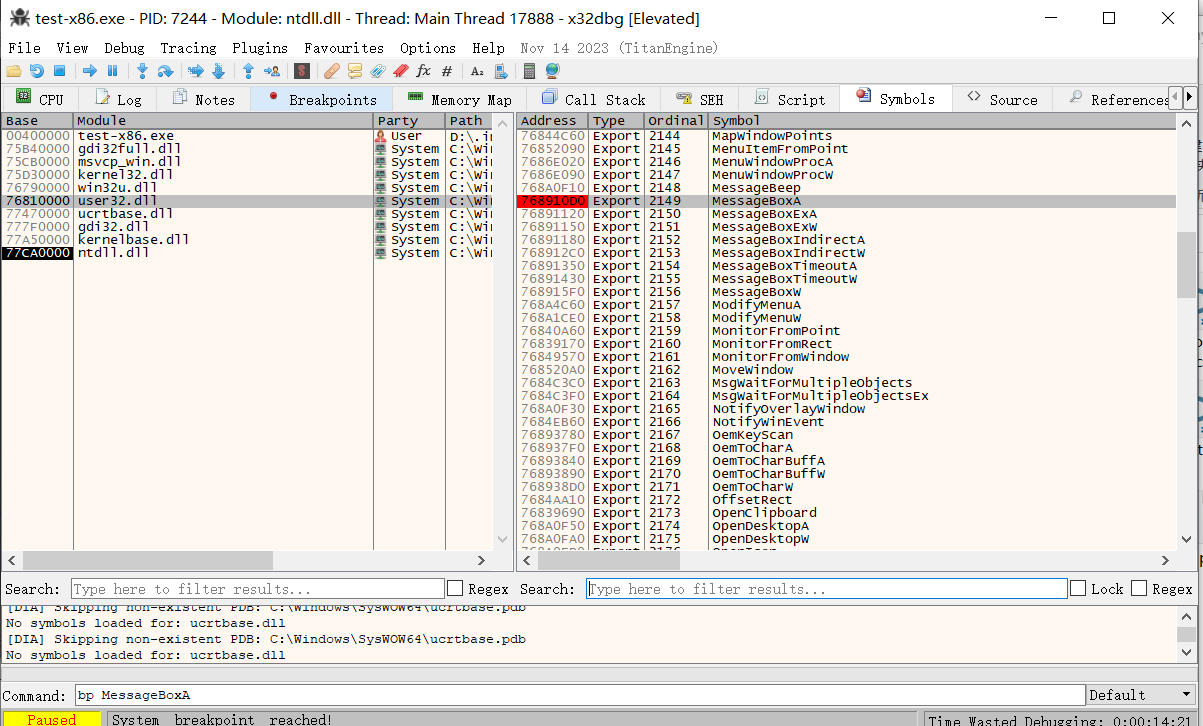 test-x86.exe - PID: 7244 - Module: ntdll.dll - Thread: Main Thread 17888 - x32dbg [Elevated]
File View Debug Tracing Plugins Favourites Options Help Nov 14 2023 (TitanEngine)
CPU Log Notes Breakpoints Memory Map Call Stack SEH Script Symbols Source References
Base Module Party Path
00400000 test-x86.exe User D:\.
75B40000 gdi32full.dll System C:\Wi
75CB0000 msvcp_win.dll System C:\Wi
75D30000 kernel32.dll System C:\Wi
76790000 win32u.dll System C:\Wi
76810000 user32.dll System C:\Wi
77470000 ucrtbase.dll System C:\Wi
777F0000 gdi32.dll System C:\Wi
77A50000 kernelbase.dll System C:\Wi
77CA0000 ntdll.dll System C:\Wi
Address Type Ordinal Symbol
76844C60 Export 2144 MapWindowPoints
76852090 Export 2145 MenuItemFromPoint
7686E020 Export 2146 MenuWindowProcA
7686E090 Export 2147 MenuWindowProcW
768A0F10 Export 2148 MessageBeep
768910D0 Export 2149 MessageBoxA
76891120 Export 2150 MessageBoxExA
76891150 Export 2151 MessageBoxExW
76891180 Export 2152 MessageBoxIndirectA
768912C0 Export 2153 MessageBoxIndirectW
76891350 Export 2154 MessageBoxTimeoutA
76891430 Export 2155 MessageBoxTimeoutW
768915F0 Export 2156 MessageBoxW
768A4C60 Export 2157 ModifyMenuA
768A1CE0 Export 2158 ModifyMenuW
76840A60 Export 2159 MonitorFromPoint
76839170 Export 2160 MonitorFromRect
76849570 Export 2161 MonitorFromWindow
768520A0 Export 2162 MoveWindow
7684C3C0 Export 2163 MsgWaitForMultipleObjects
7684C3F0 Export 2164 MsgWaitForMultipleObjectsEx
768A0F30 Export 2165 NotifyOverlayWindow
7684EB60 Export 2166 NotifyWinEvent
76893780 Export 2167 OemKeyScan
768937F0 Export 2168 OemToCharA
76893840 Export 2169 OemToCharBuffA
76893890 Export 2170 OemToCharBuffW
768938D0 Export 2171 OemToCharW
7684AA10 Export 2172 OffsetRect
76839690 Export 2173 OpenClipboard
768A0F50 Export 2174 OpenDesktopA
768A0FA0 Export 2175 OpenDesktopW
Search: Type here to filter results... Regex Search: Type here to filter results... Lock Regex
[DIA] Skipping non-existent PDB: C:\Windows\SysWOW64\ucrtbase.pdb
No symbols loaded for: ucrtbase.dll
[DIA] Skipping non-existent PDB: C:\Windows\SysWOW64\ucrtbase.pdb
No symbols loaded for: ucrtbase.dll
Command: bp MessageBoxA Default
Paused System breakpoint reached! Time Wasted Debugging: 0:00:14:21